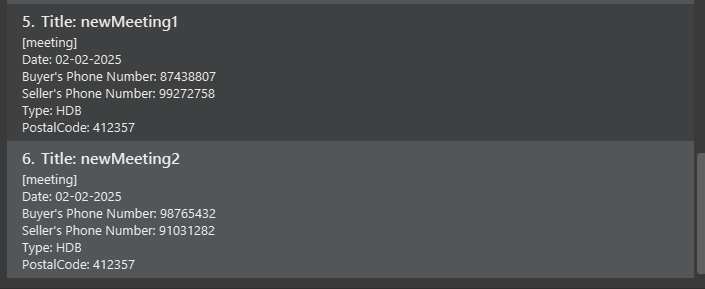 5. Title: newMeeting1
[meeting]
Date: 02-02-2025
Buyer's Phone Number: 87438807
Seller's Phone Number: 99272758
Type: HDB
PostalCode: 412357
6. Title: newMeeting2
[meeting]
Date: 02-02-2025
Buyer's Phone Number: 98765432
Seller's Phone Number: 91031282
Type: HDB
PostalCode: 412357